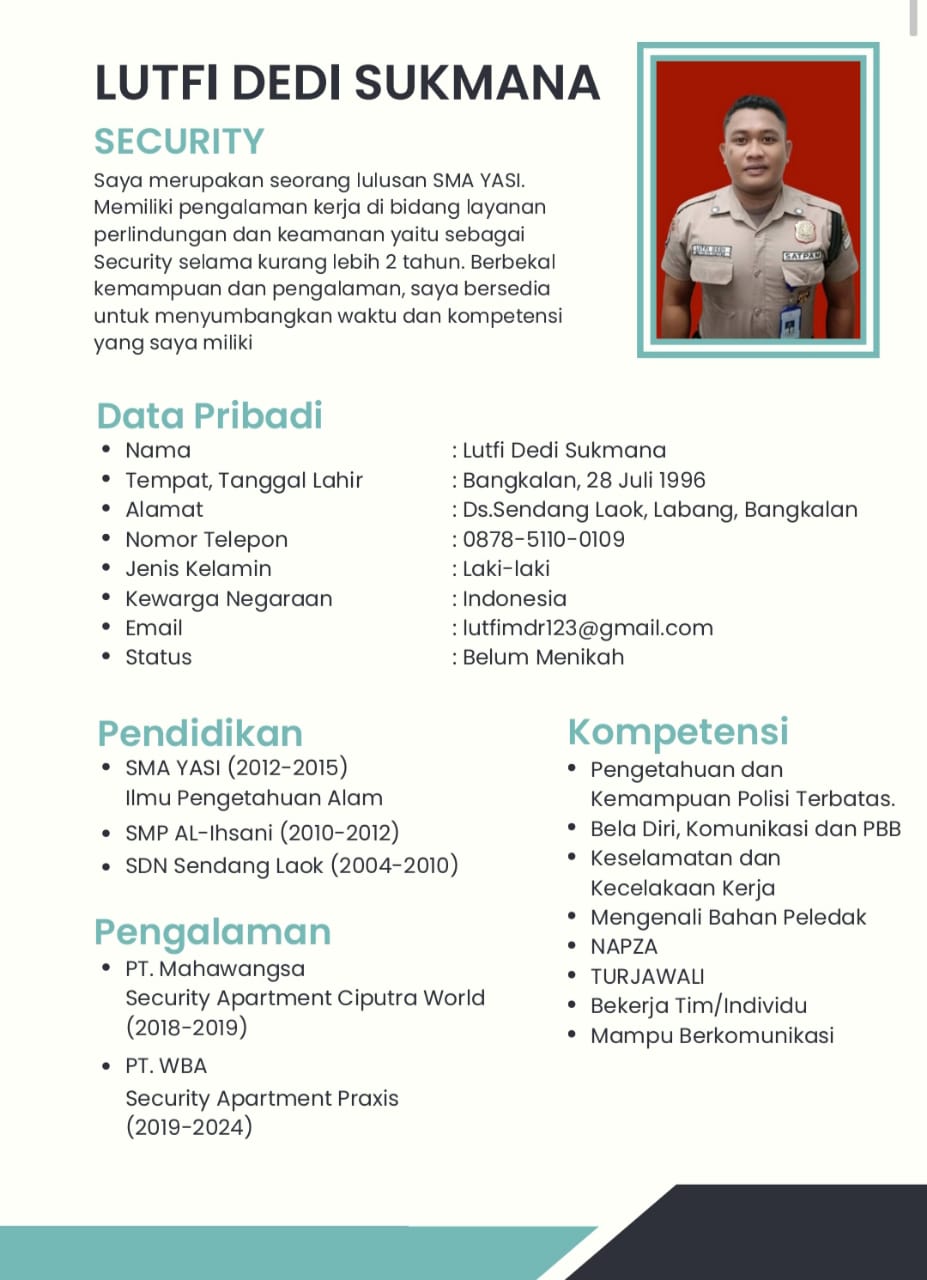 LUTFI DEDI SUKMANA
SECURITY
Saya merupakan seorang lulusan SMA YASI.
Memiliki pengalaman kerja di bidang layanan
perlindungan dan keamanan yaitu sebagai
Security selama kurang lebih 2 tahun. Berbekal
kemampuan dan pengalaman, saya bersedia
untuk menyumbangkan waktu dan kompetensi
yang saya miliki
LUTFI DEDI
SATPAM
Data Pribadi
• Nama : Lutfi Dedi Sukmana
• Tempat, Tanggal Lahir : Bangkalan, 28 Juli 1996
• Alamat : Ds.Sendang Laok, Labang, Bangkalan
• Nomor Telepon : 0878-5110-0109
• Jenis Kelamin : Laki-laki
• Kewarga Negaraan : Indonesia
• Email : lutfimdr123@gmail.com
• Status : Belum Menikah
Pendidikan
• SMA YASI (2012-2015)
Ilmu Pengetahuan Alam
• SMP AL-Ihsani (2010-2012)
• SDN Sendang Laok (2004-2010)
Pengalaman
• PT. Mahawangsa
Security Apartment Ciputra World
(2018-2019)
• PT. WBA
Security Apartment Praxis
(2019-2024)
Kompetensi
• Pengetahuan dan
Kemampuan Polisi Terbatas.
• Bela Diri, Komunikasi dan PBB
• Keselamatan dan
Kecelakaan Kerja
• Mengenali Bahan Peledak
• NAPZA
• TURJAWALI
• Bekerja Tim/Individu
• Mampu Berkomunikasi